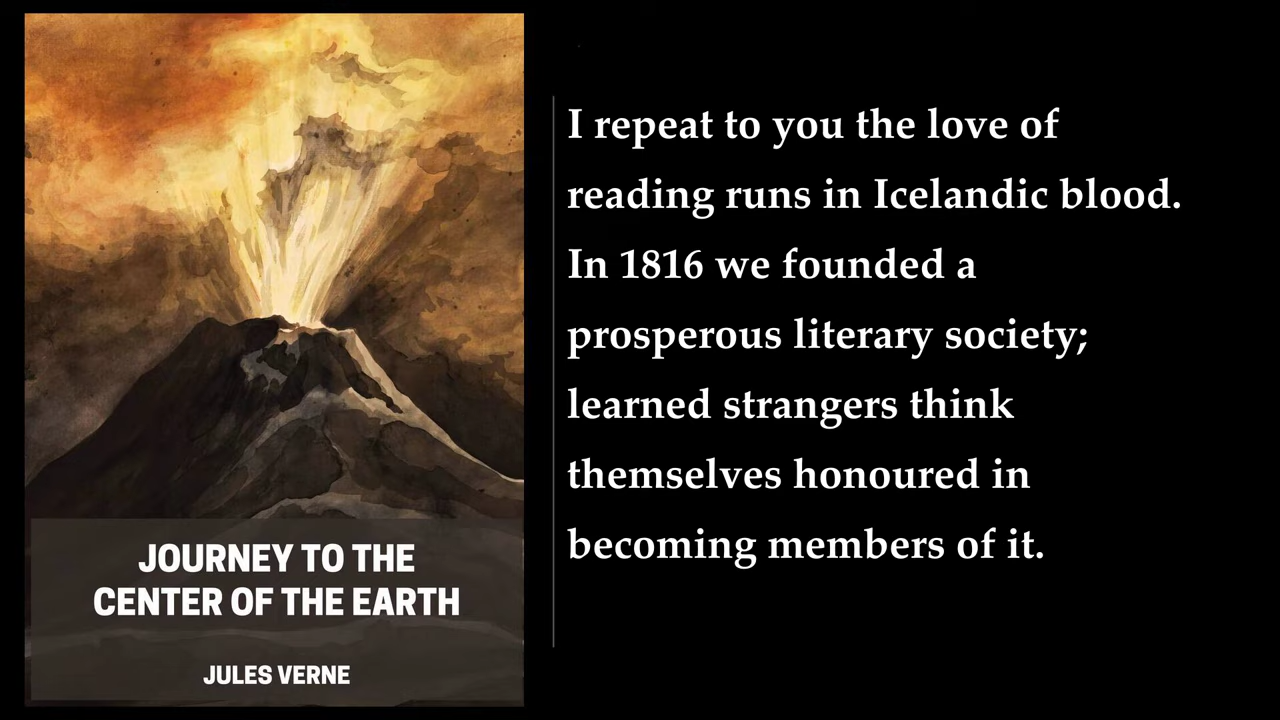 JOURNEY TO THE
CENTER OF THE EARTH
JULES VERNE
I repeat to you the love of
reading runs in Icelandic blood.
In 1816 we founded a
prosperous literary society;
learned strangers think
themselves honoured in
becoming members of it.